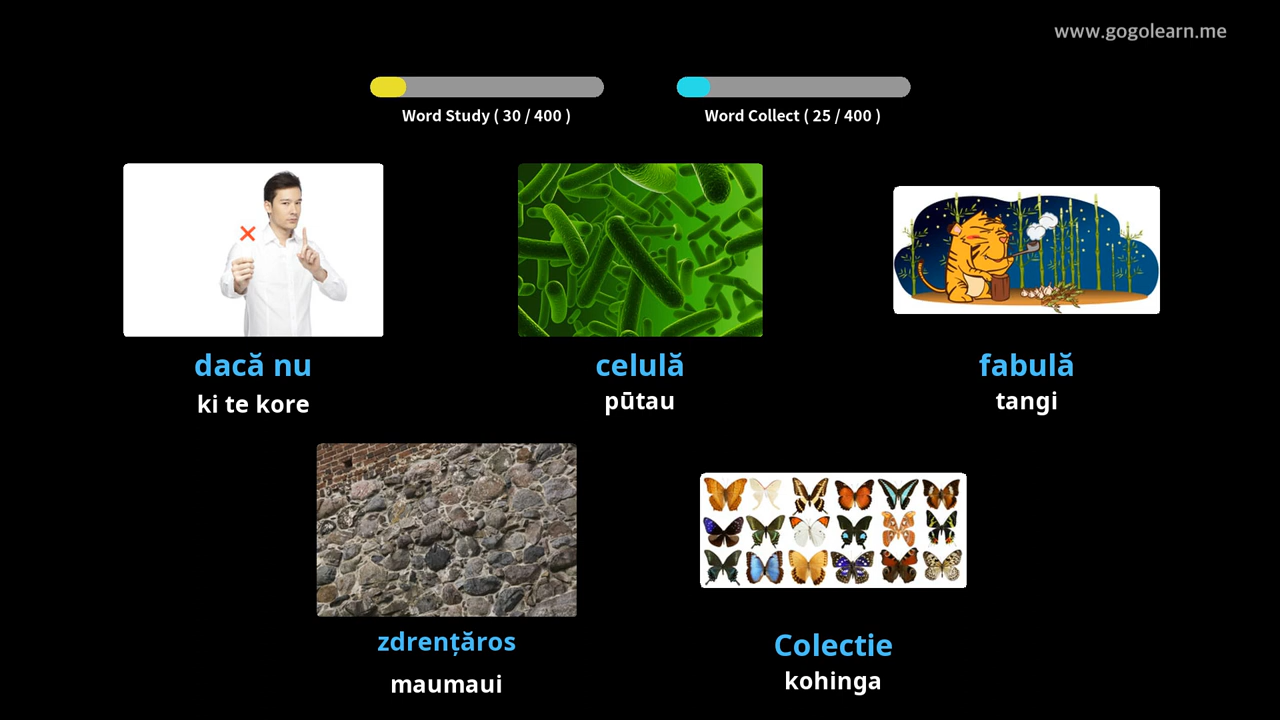 www.gogolearn.me
Word Study ( 30 / 400 )
Word Collect ( 25 / 400 )
dacă nu
ki te kore
celulă
pūtau
fabulă
tangi
zdrențăros
maumaui
Colectie
kohinga